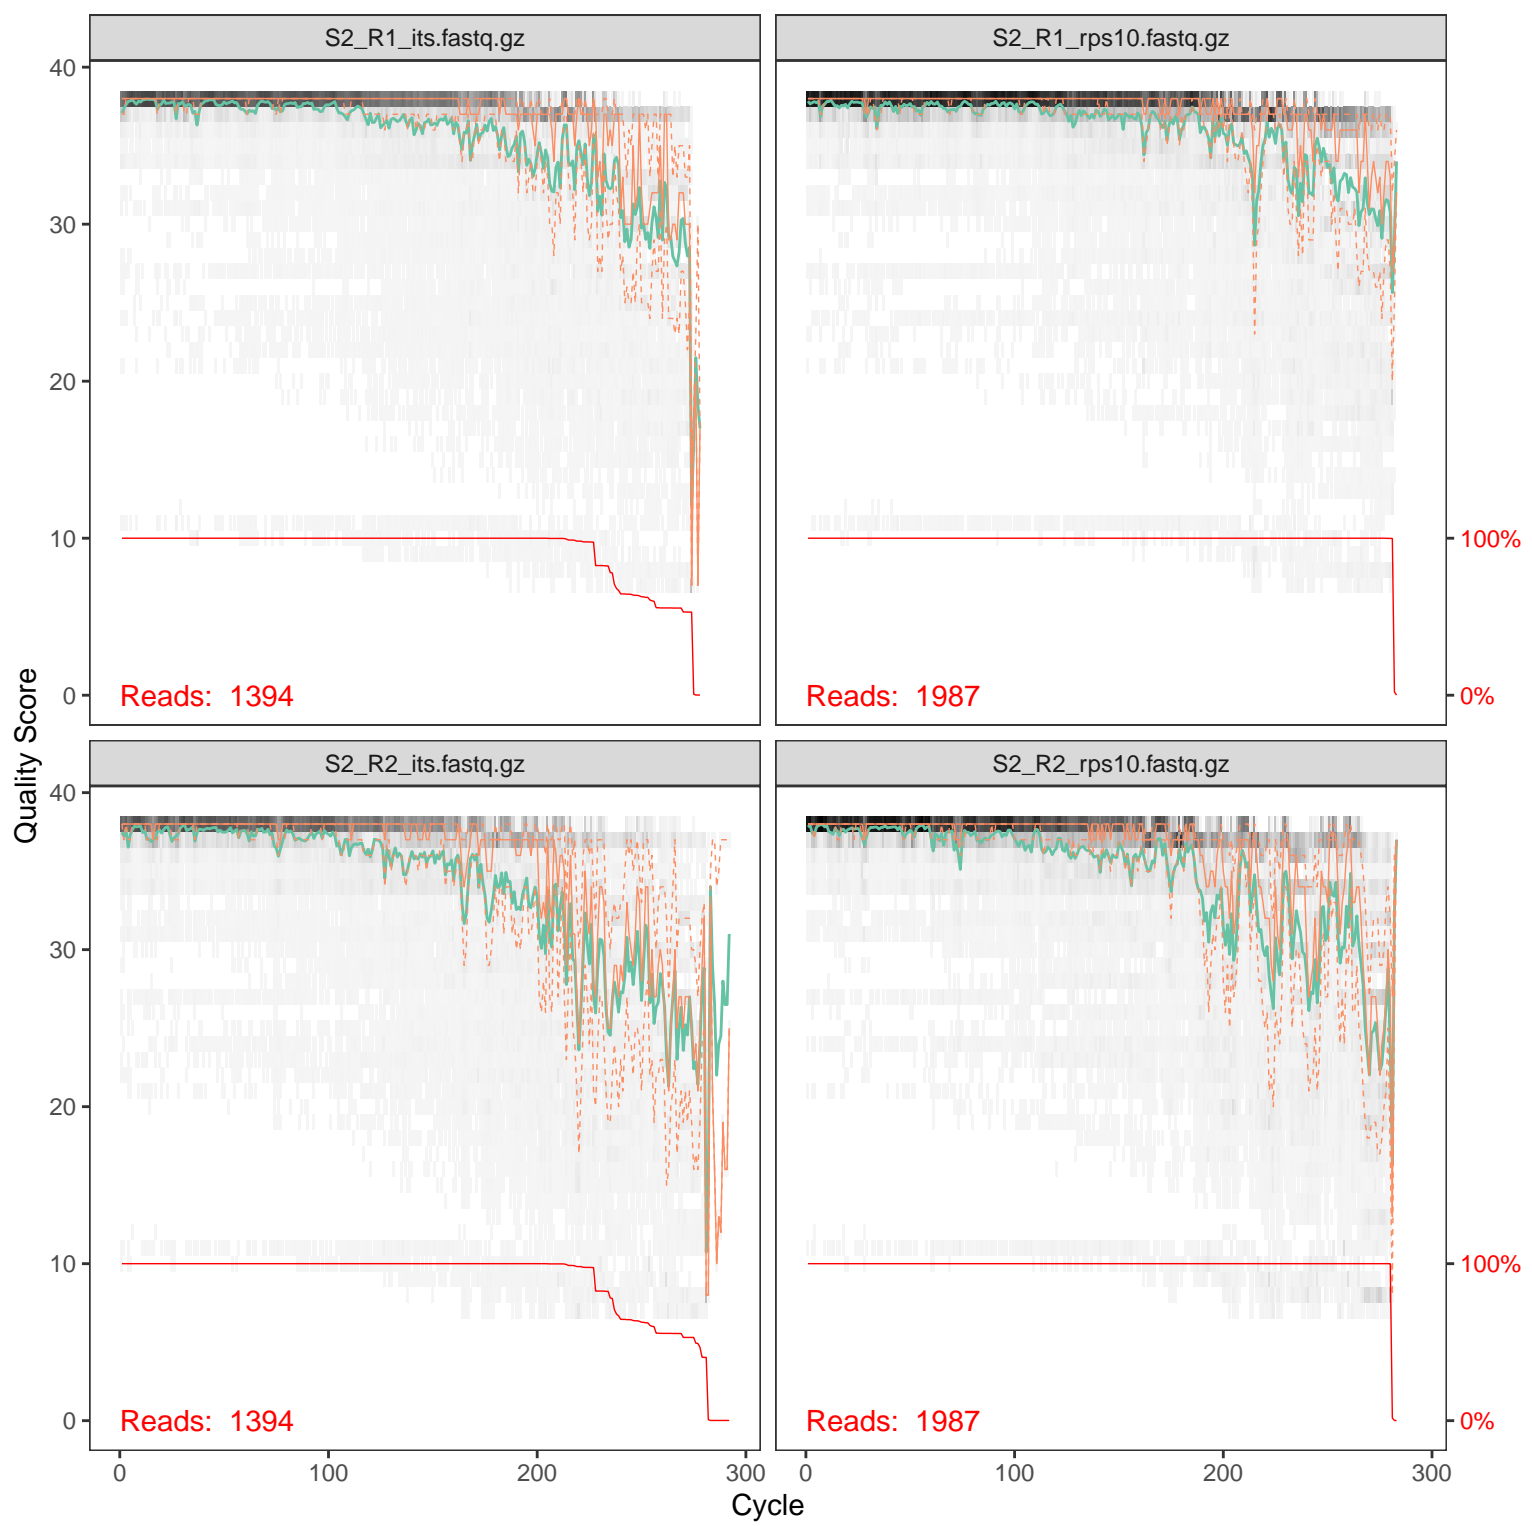 S2_R1_its.fastq.gz
S2_R1_rps10.fastq.gz
40
30
20
10
0
Reads: 1394
Reads: 1987
100%
0%
Quality Score
S2_R2_its.fastq.gz
S2_R2_rps10.fastq.gz
40
30
20
10
0
Reads: 1394
Reads: 1987
100%
0%
0 100 200 300
0 100 200 300
Cycle